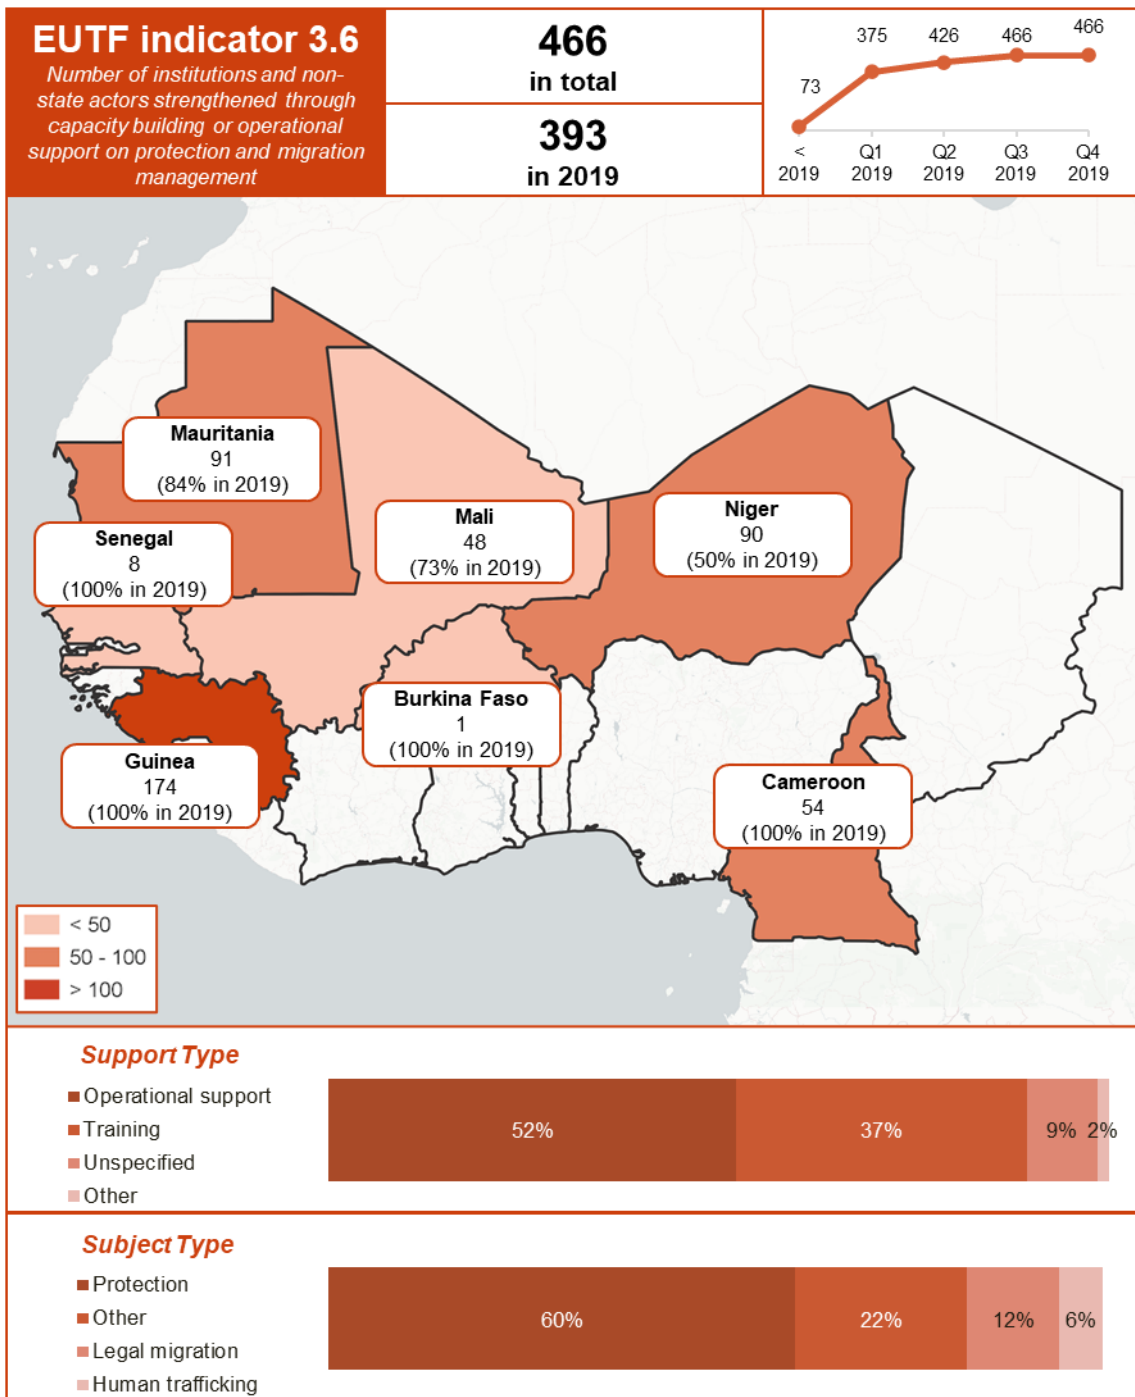 EUTF indicator 3.6
Number of institutions and non-
state actors strengthened through
capacity building or operational
support on protection and migration
management
466
in total
393
in 2019
73
375
426
466
466
<
2019
Q1
2019
Q2
2019
Q3
2019
Q4
2019
Mauritania
91
(84% in 2019)
Senegal
8
(100% in 2019)
Mali
48
(73% in 2019)
Niger
90
(50% in 2019)
Burkina Faso
1
(100% in 2019)
Guinea
174
(100% in 2019)
Cameroon
54
(100% in 2019)
< 50
50 - 100
> 100
Support Type
Operational support
Training
Unspecified
Other
52%
37%
9%
2%
Subject Type
Protection
Other
Legal migration
Human trafficking
60%
22%
12%
6%